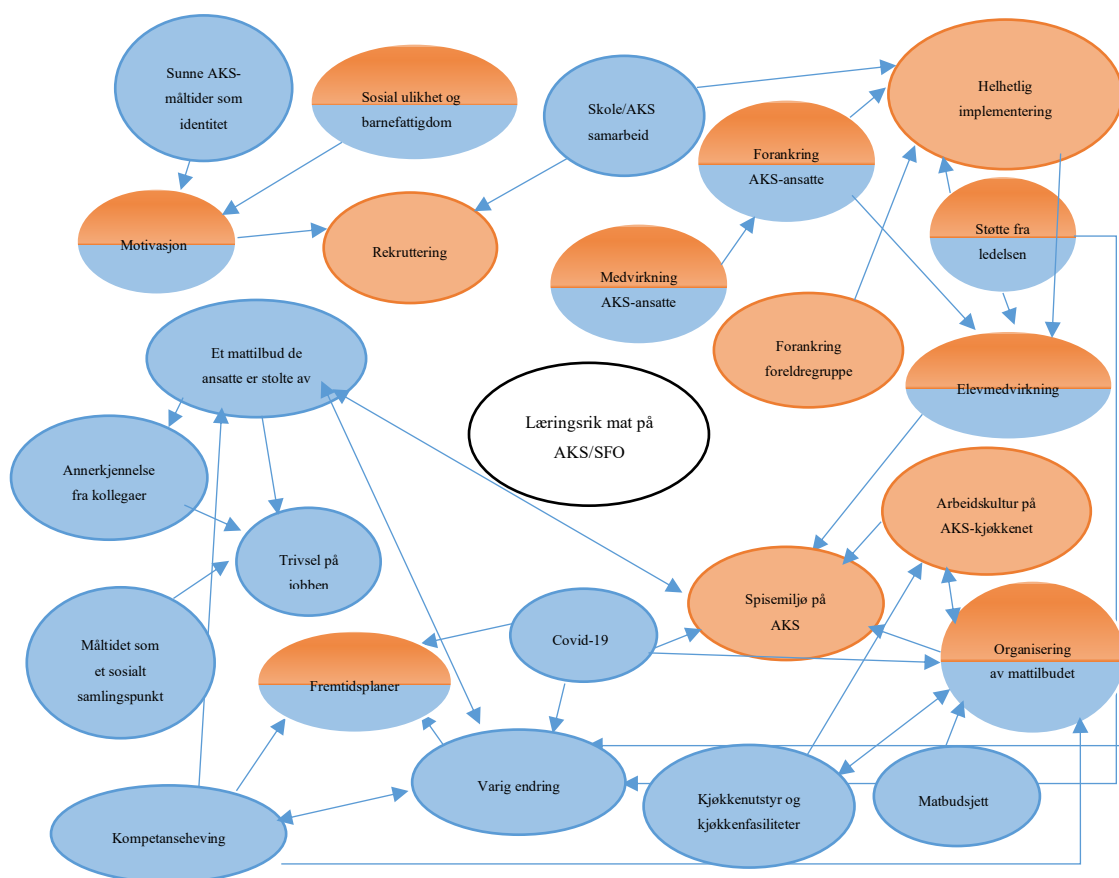 Sunne AKS-
måltider som
identitet
Sosial ulikhet og
barnefattigdom
Skole/AKS
samarbeid
Helhetlig
implementering
Forankring
AKS-ansatte
Motivasjon
Rekruttering
Medvirkning
AKS-ansatte
Støtte fra
ledelsen
Forankring
foreldregruppe
Et mattilbud de
ansatte er stolte av
Elevmedvirkning
Læringsrik mat på
AKS/SFO
Annerkjennelse
fra kollegaer
Arbeidskultur på
AKS-kjøkkenet
Trivsel på
jobben
Spisemiljø på
AKS
Måltidet som
et sosialt
samlingspunkt
Covid-19
Organisering
av mattilbudet
Fremtidsplaner
Varig endring
Kjøkkenutstyr og
kjøkkenfasiliteter
Matbudsjett
Kompetanseheving